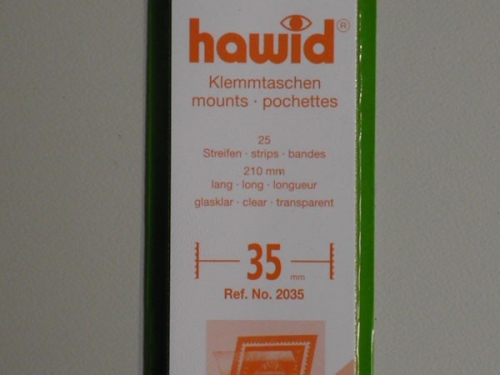 hawid®
Klemmtaschen
mounts · pochettes
25
Streifen · strips · bandes
210 mm
lang · long · longueur
glasklar · clear · transparent
35 mm
Ref. No. 2035